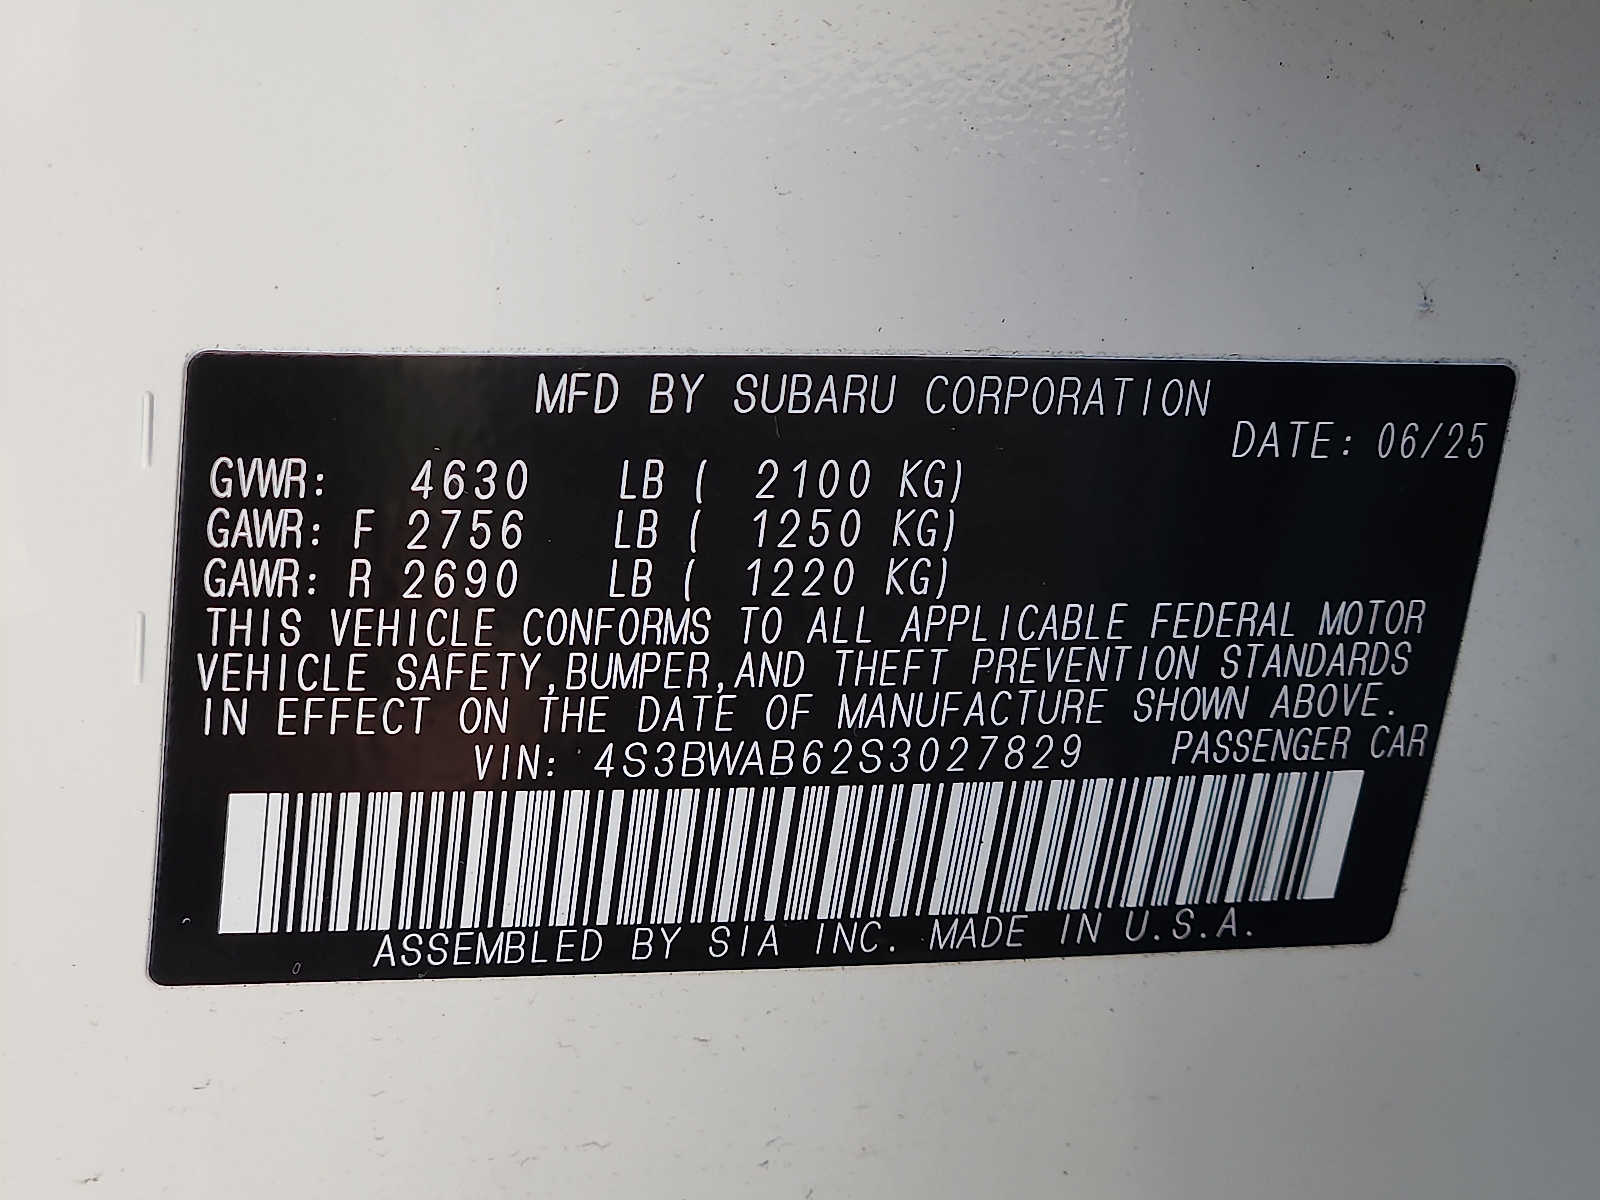 MFD BY SUBARU CORPORATION
DATE: 06/25
GVWR: 4630 LB ( 2100 KG)
GAWR: F 2756 LB ( 1250 KG)
GAWR: R 2690 LB ( 1220 KG)
THIS VEHICLE CONFORMS TO ALL APPLICABLE FEDERAL MOTOR
VEHICLE SAFETY,BUMPER,AND THEFT PREVENTION STANDARDS
IN EFFECT ON THE DATE OF MANUFACTURE SHOWN ABOVE.
VIN: 4S3BWAB62S3027829 PASSENGER CAR
ASSEMBLED BY SIA INC. MADE IN U.S.A.